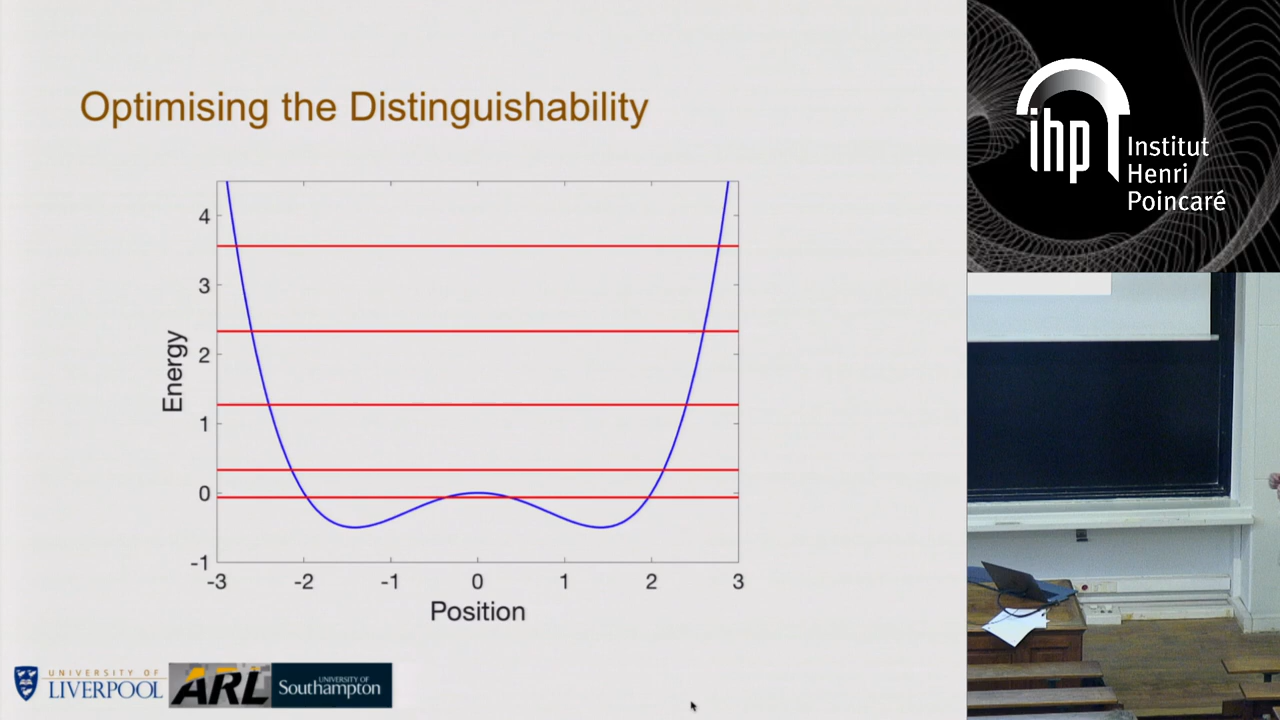 Optimising the Distinguishability
4
3
2
1
0
-1
Energy
-3
-2
-1
0
1
2
3
Position
UNIVERSITY OF
LIVERPOOL
ARL
UNIVERSITY OF
Southampton
ihp
Institut
Henri
Poincaré